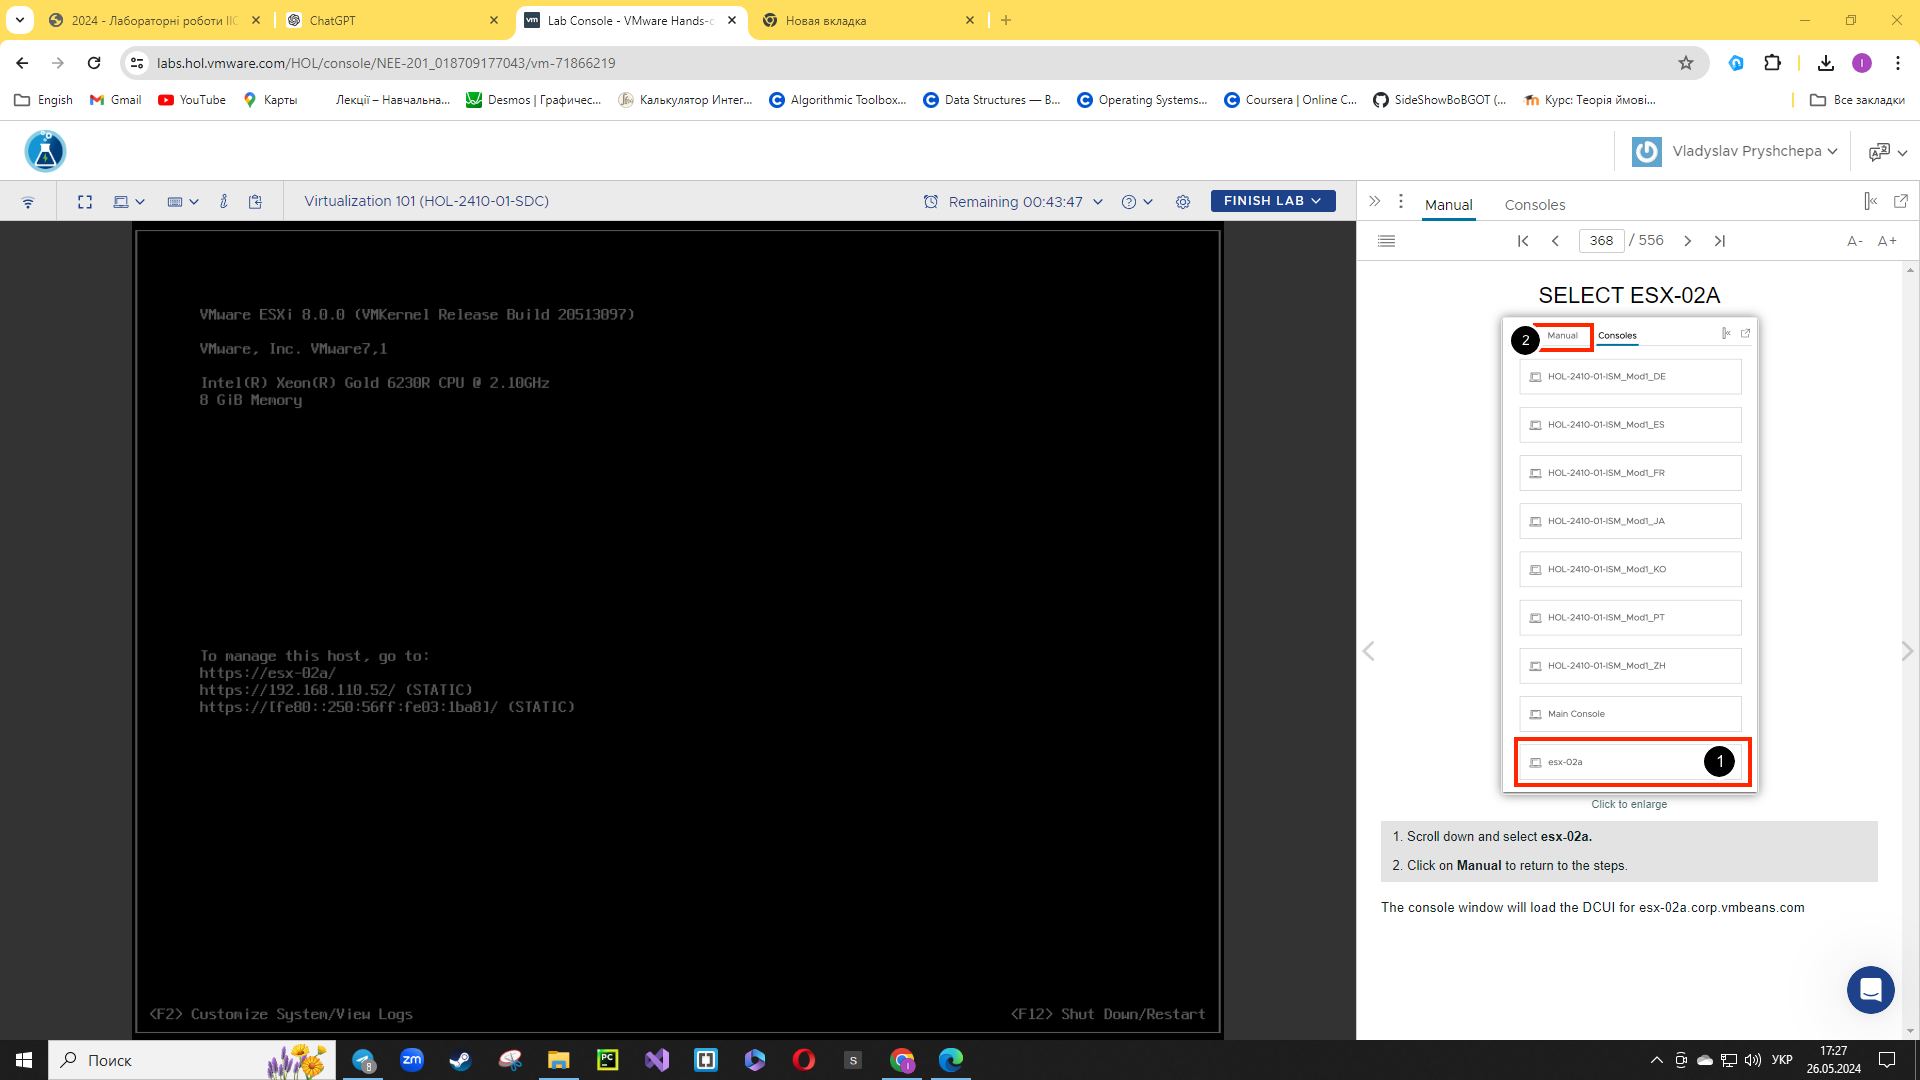 2024 - Лабораторні роботи ІІС
ChatGPT
Lab Console - VMware Hands-o
Новая вкладка
labs.hol.vmware.com/HOL/console/NEE-201_018709177043/vm-71866219
I
Engish
Gmail
YouTube
Карты
Лекції – Навчальна...
Desmos | Графичес...
Калькулятор Интег...
Algorithmic Toolbox...
Data Structures — B...
Operating Systems...
Coursera | Online C...
SideShowBoBGOT (...
Курс: Теорія ймові...
Все закладки
Vladyslav Pryshchepa
Virtualization 101 (HOL-2410-01-SDC)
Remaining 00:43:47
FINISH LAB
Manual
Consoles
368 / 556
A- A+
VMware ESXi 8.0.0 (VMKernel Release Build 20513097)
VMware, Inc. VMware7,1
Intel(R) Xeon(R) Gold 6230R CPU @ 2.10GHz
8 GiB Memory
To manage this host, go to:
https://esx-02a/
https://192.168.110.52/ (STATIC)
https://[fe80::250:56ff:fe03:1ba8]/ (STATIC)
<F2> Customize System/View Logs
<F12> Shut Down/Restart
SELECT ESX-02A
2
Manual
Consoles
HOL-2410-01-ISM_Mod1_DE
HOL-2410-01-ISM_Mod1_ES
HOL-2410-01-ISM_Mod1_FR
HOL-2410-01-ISM_Mod1_JA
HOL-2410-01-ISM_Mod1_KO
HOL-2410-01-ISM_Mod1_PT
HOL-2410-01-ISM_Mod1_ZH
Main Console
esx-02a
1
Click to enlarge
1. Scroll down and select esx-02a.
2. Click on Manual to return to the steps.
The console window will load the DCUI for esx-02a.corp.vmbeans.com
Поиск
8
zm
PC
S
УКР
17:27
26.05.2024